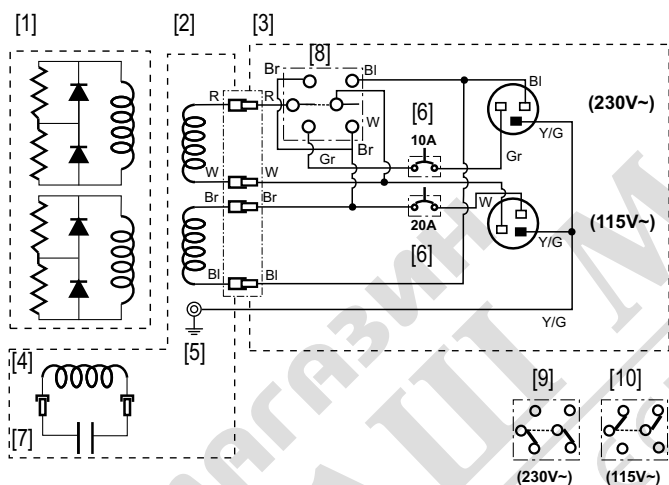 [1] [2] [3]
[8]
Br Bl Bl
(230V~)
R R
[6]
W
10A
Y/G
Br
Gr
Gr
W W
Br Br
W
20A
(115V~)
[6]
Y/G
Bl Bl
Y/G
[5]
[4]
[7]
[9] [10]
(230V~) (115V~)
МАГАЗИН